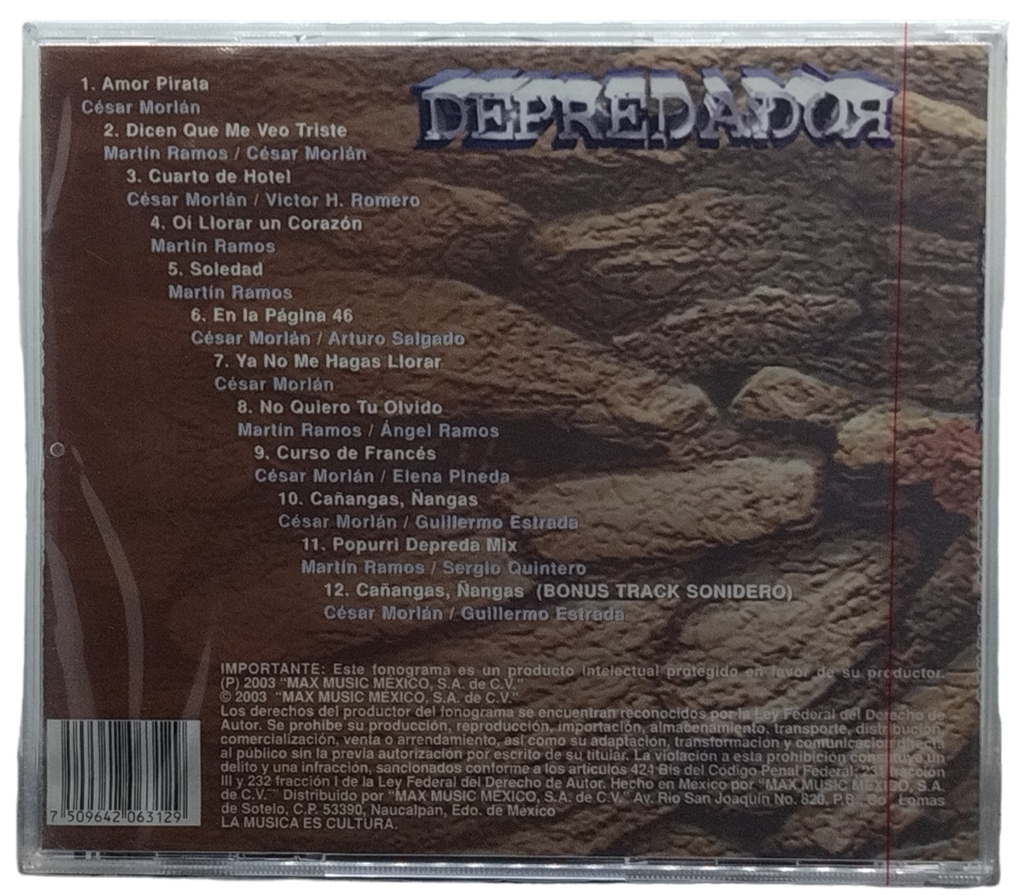 DEPREDADOR
1. Amor Pirata
César Morlán
2. Dicen Que Me Veo Triste
Martín Ramos / César Morlán
3. Cuarto de Hotel
César Morlán / Victor H. Romero
4. Oí Llorar un Corazón
Martín Ramos
5. Soledad
Martín Ramos
6. En la Página 46
César Morlán / Arturo Salgado
7. Ya No Me Hagas Llorar
César Morlán
8. No Quiero Tu Olvido
Martín Ramos / Ángel Ramos
9. Curso de Francés
César Morlán / Elena Pineda
10. Cañangas, Ñangas
César Morlán / Guillermo Estrada
11. Popurri Depreda Mix
Martín Ramos / Sergio Quintero
12. Cañangas, Ñangas (BONUS TRACK SONIDERO)
César Morlán / Guillermo Estrada
IMPORTANTE: Este fonograma es un producto intelectual protegido en favor de su productor.
(P) 2003 "MAX MUSIC MEXICO, S.A. de C.V."
© 2003 "MAX MUSIC MEXICO, S.A. de C.V."
Los derechos del productor del fonograma se encuentran reconocidos por la Ley Federal del Derecho de
Autor. Se prohibe su producción, reproducción, importación, almacenamiento, transporte, distribución,
comercialización, venta o arrendamiento, así como su adaptación, transformación y comunicación directa
al público sin la previa autorización por escrito de su titular. La violación a esta prohibición constituye un
delito y una infracción, sancionados conforme a los artículos 424 Bis del Código Penal Federal; 231 fracción
III y 232 fracción I de la Ley Federal del Derecho de Autor. Hecho en México por "MAX MUSIC MEXICO, S.A.
de C.V." Distribuido por "MAX MUSIC MEXICO, S.A. de C.V." Av. Rio San Joaquin No. 820, P.B. Col. Lomas
de Sotelo, C.P. 53390, Naucalpan, Edo. de México
LA MUSICA ES CULTURA.
7 509642 063129